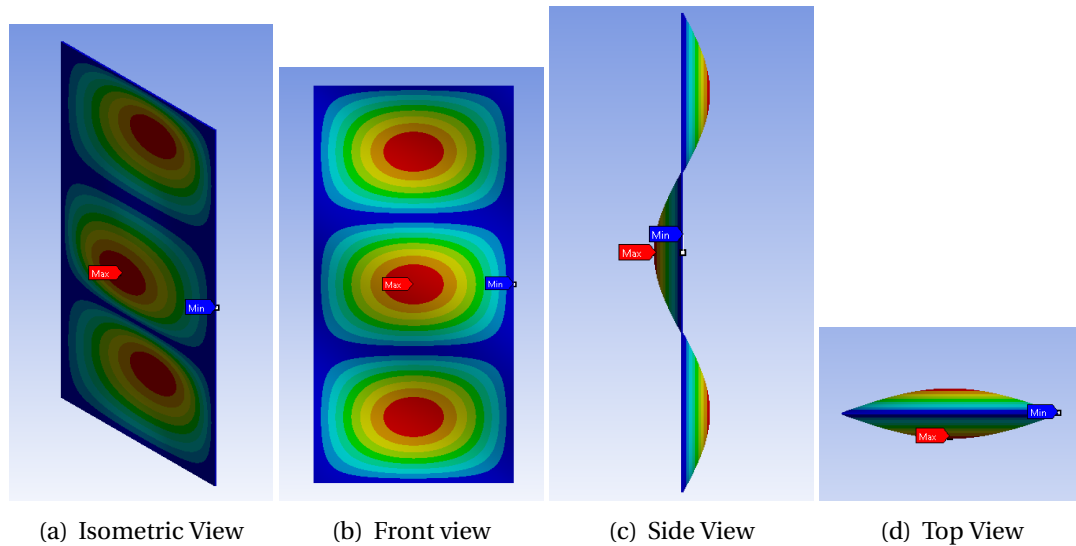 Max
Min
Max
Min
Min
Max
Min
Max
(a) Isometric View
(b) Front view
(c) Side View
(d) Top View